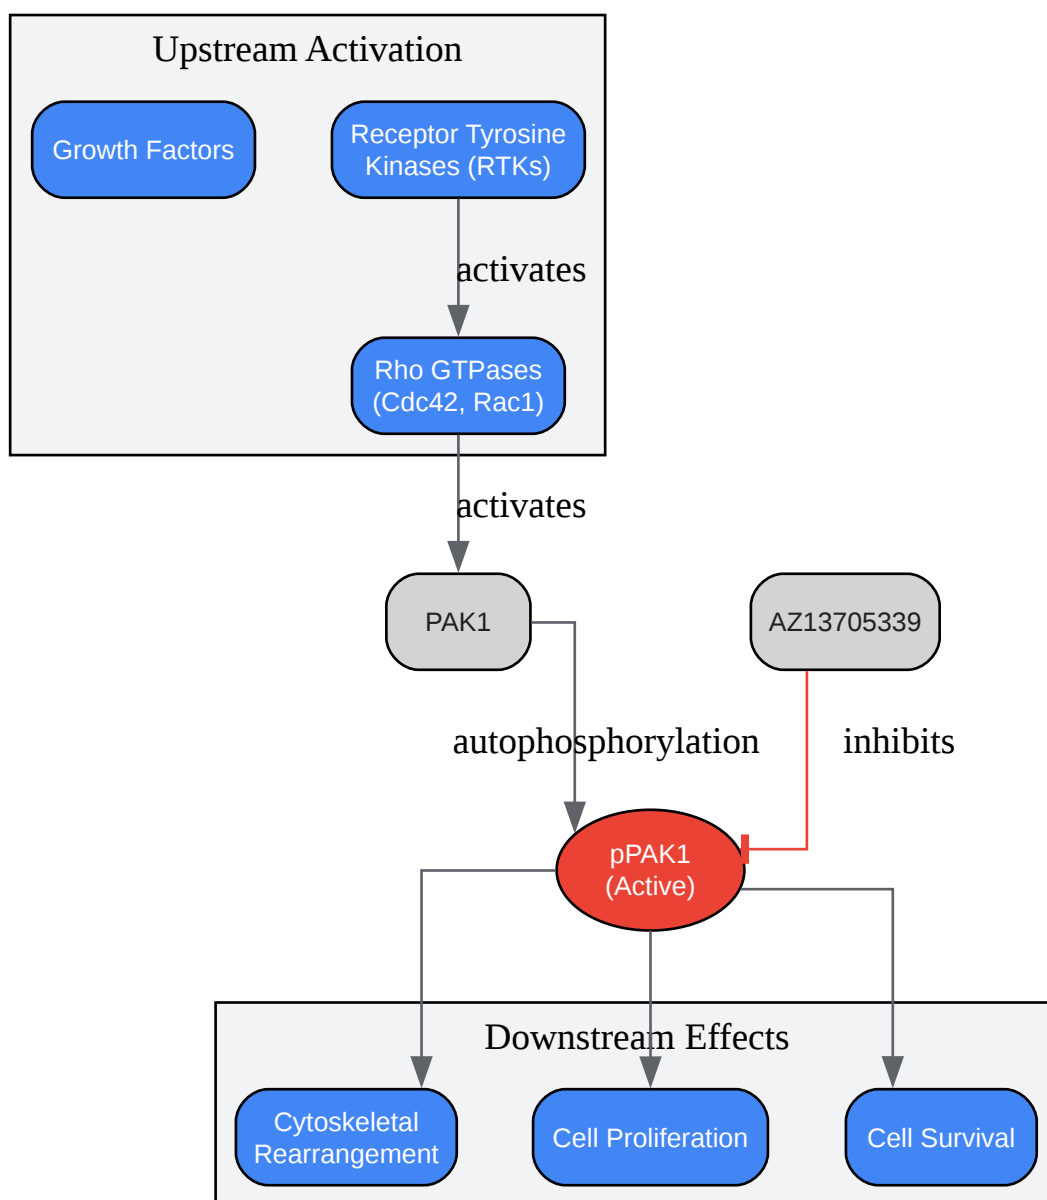 Upstream Activation
Growth Factors
Receptor Tyrosine
Kinases (RTKs)
activates
Rho GTPases
(Cdc42, Rac1)
activates
PAK1
AZ13705339
autophosphorylation
inhibits
pPAK1
(Active)
Downstream Effects
Cytoskeletal
Rearrangement
Cell Proliferation
Cell Survival